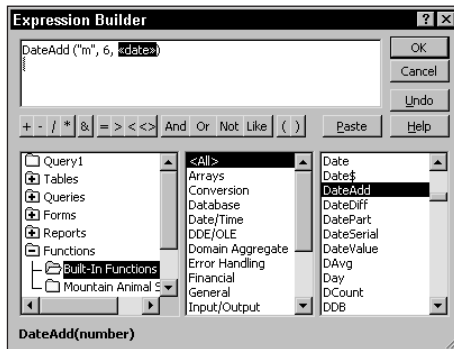 Expression Builder
DateAdd ("m", 6, «date»)
OK
Cancel
Undo
+ - / * & = > < <> And Or Not Like ( ) Paste Help
Query1
Tables
Queries
Forms
Reports
Functions
Built-In Functions
Mountain Animal S
<All>
Arrays
Conversion
Database
Date/Time
DDE/OLE
Domain Aggregate
Error Handling
Financial
General
Input/Output
Date
Date$
DateAdd
DateDiff
DatePart
DateSerial
DateValue
DAvg
Day
DCount
DDB
DateAdd(number)